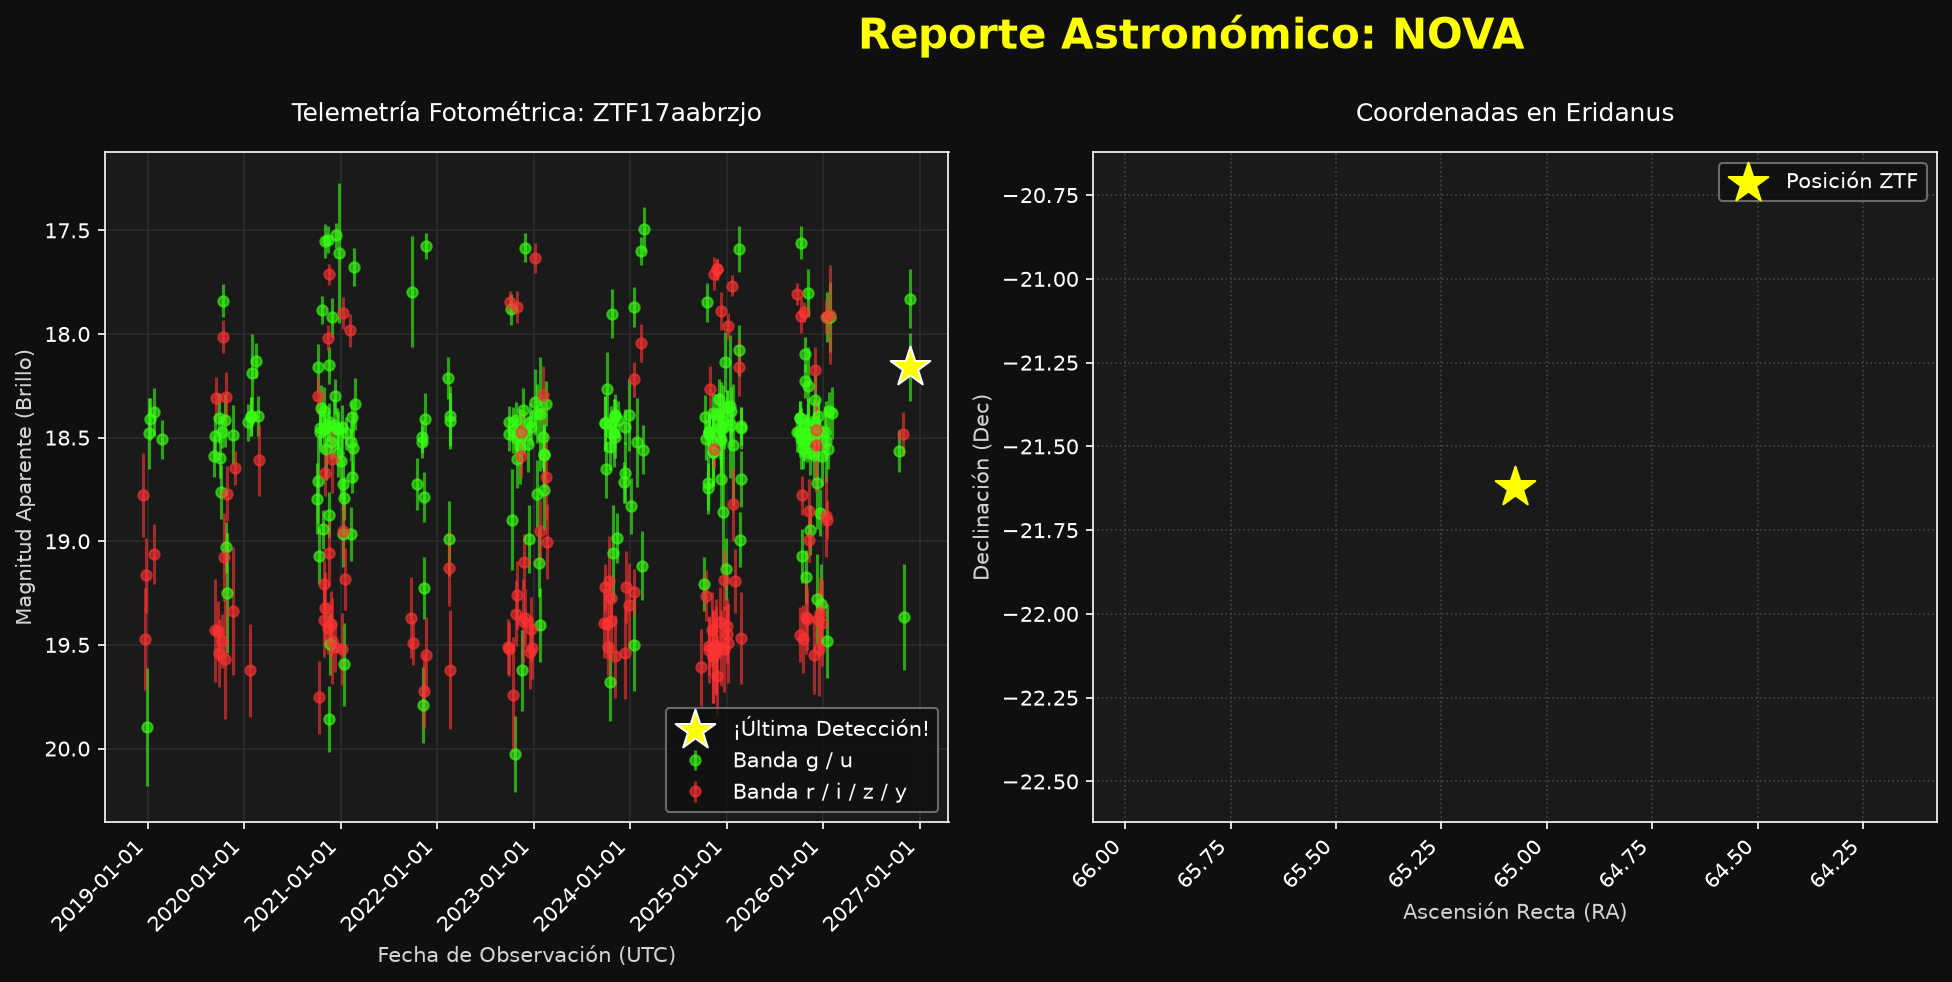 Reporte Astronómico: NOVA
Telemetría Fotométrica: ZTF17aabrzjo
Magnitud Aparente (Brillo)
17.5
18.0
18.5
19.0
19.5
20.0
¡Última Detección!
Banda g / u
Banda r / i / z / y
2019-01-01
2020-01-01
2021-01-01
2022-01-01
2023-01-01
2024-01-01
2025-01-01
2026-01-01
2027-01-01
Fecha de Observación (UTC)
Coordenadas en Eridanus
Posición ZTF
Declinación (Dec)
−20.75
−21.00
−21.25
−21.50
−21.75
−22.00
−22.25
−22.50
66.00
65.75
65.50
65.25
65.00
64.75
64.50
64.25
Ascensión Recta (RA)